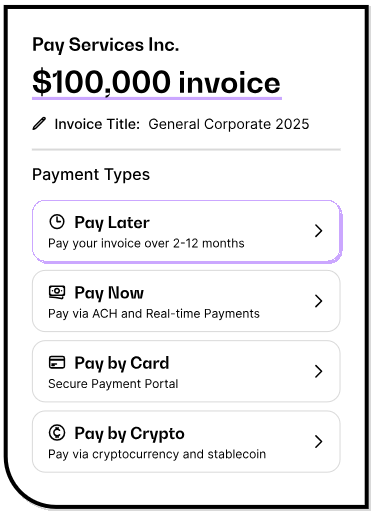 Pay Services Inc.
$100,000 invoice
Invoice Title: General Corporate 2025
Payment Types
Pay Later
Pay your invoice over 2-12 months
Pay Now
Pay via ACH and Real-time Payments
Pay by Card
Secure Payment Portal
Pay by Crypto
Pay via cryptocurrency and stablecoin